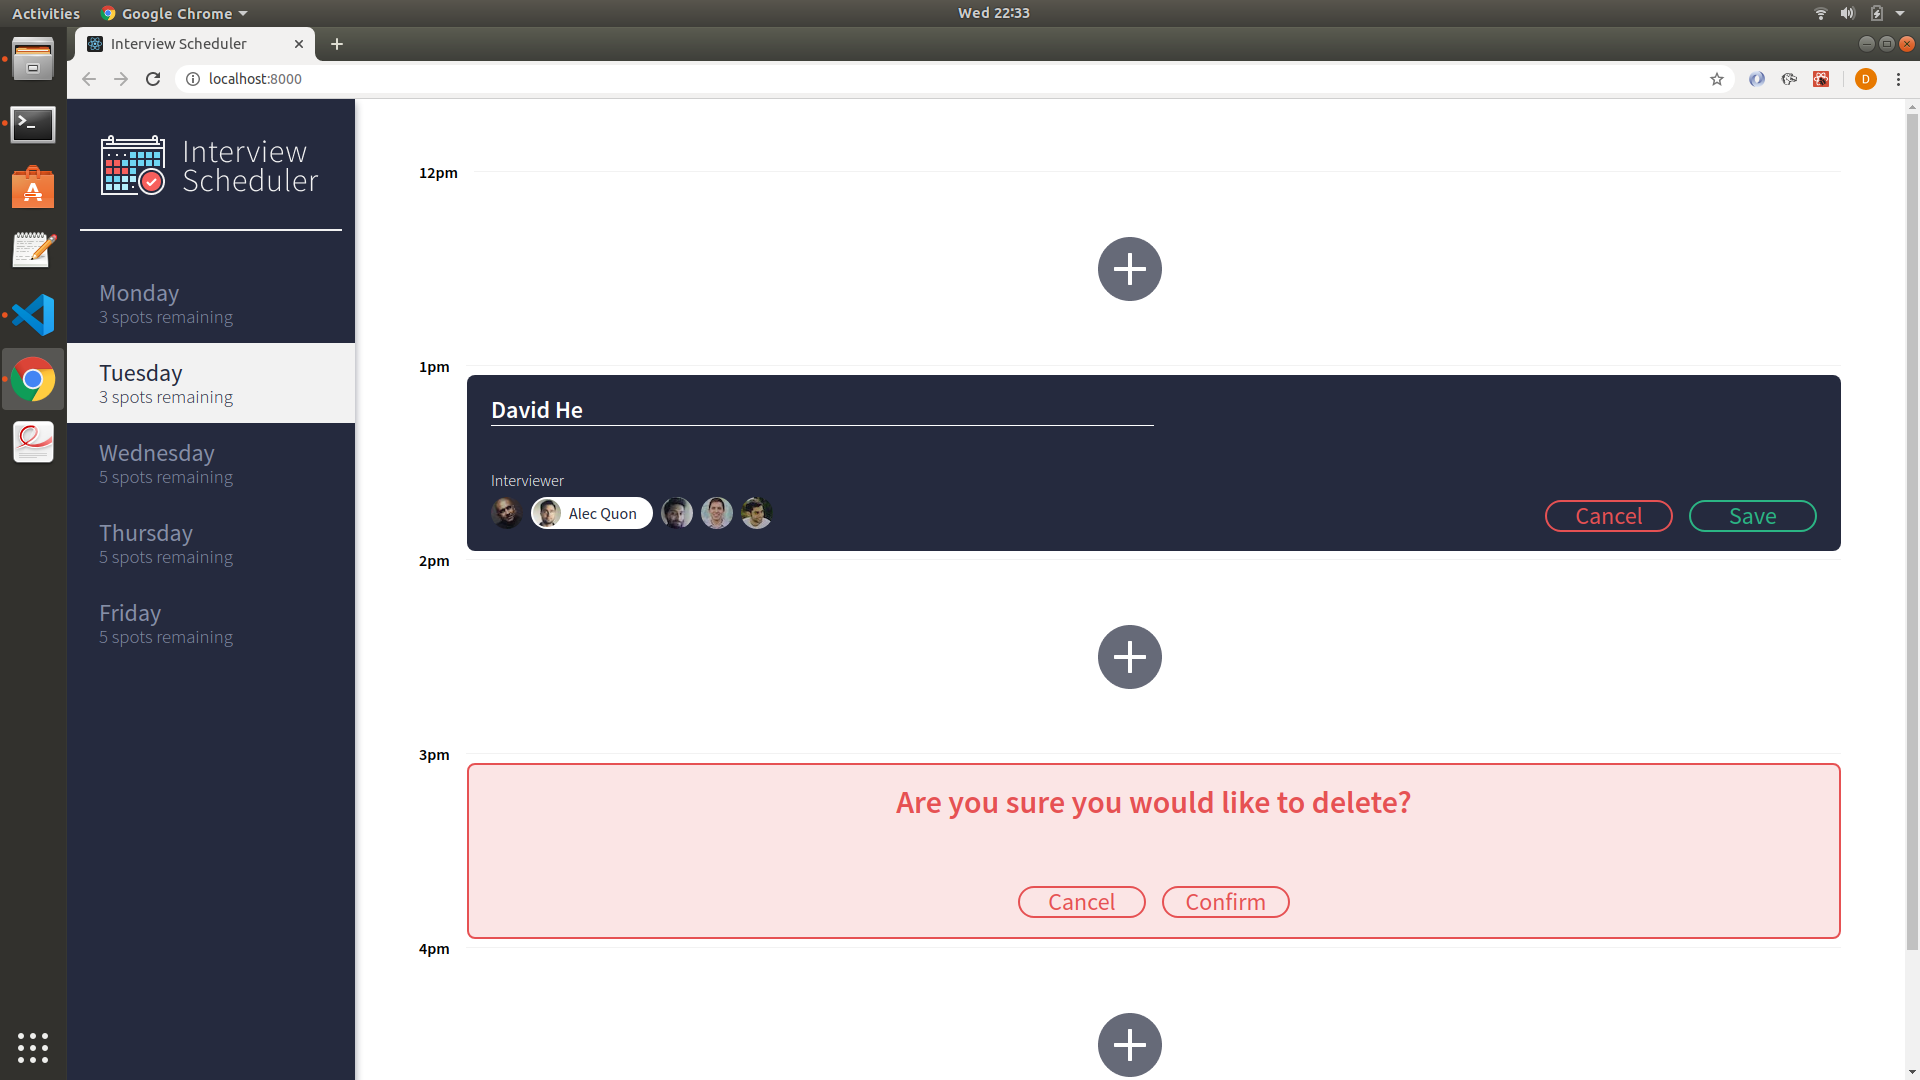 Activities
Google Chrome
Wed 22:33
Interview Scheduler
localhost:8000
D
Interview
Scheduler
Monday
3 spots remaining
Tuesday
3 spots remaining
Wednesday
5 spots remaining
Thursday
5 spots remaining
Friday
5 spots remaining
12pm
1pm
David He
Interviewer
Alec Quon
Cancel
Save
2pm
3pm
Are you sure you would like to delete?
Cancel
Confirm
4pm